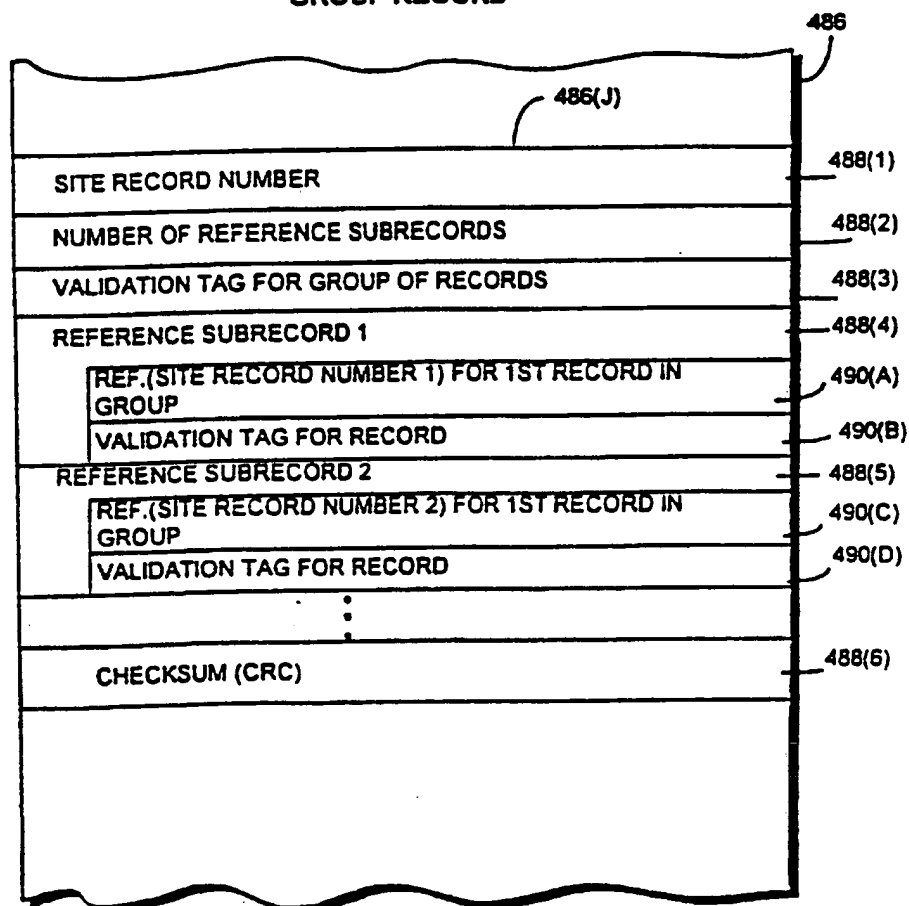 GROUP RECORD
486
486(J)
SITE RECORD NUMBER 488(1)
NUMBER OF REFERENCE SUBRECORDS 488(2)
VALIDATION TAG FOR GROUP OF RECORDS 488(3)
REFERENCE SUBRECORD 1 488(4)
REF.(SITE RECORD NUMBER 1) FOR 1ST RECORD IN 490(A)
GROUP
VALIDATION TAG FOR RECORD 490(B)
REFERENCE SUBRECORD 2 488(5)
REF.(SITE RECORD NUMBER 2) FOR 1ST RECORD IN 490(C)
GROUP
VALIDATION TAG FOR RECORD 490(D)
CHECKSUM (CRC) 488(6)